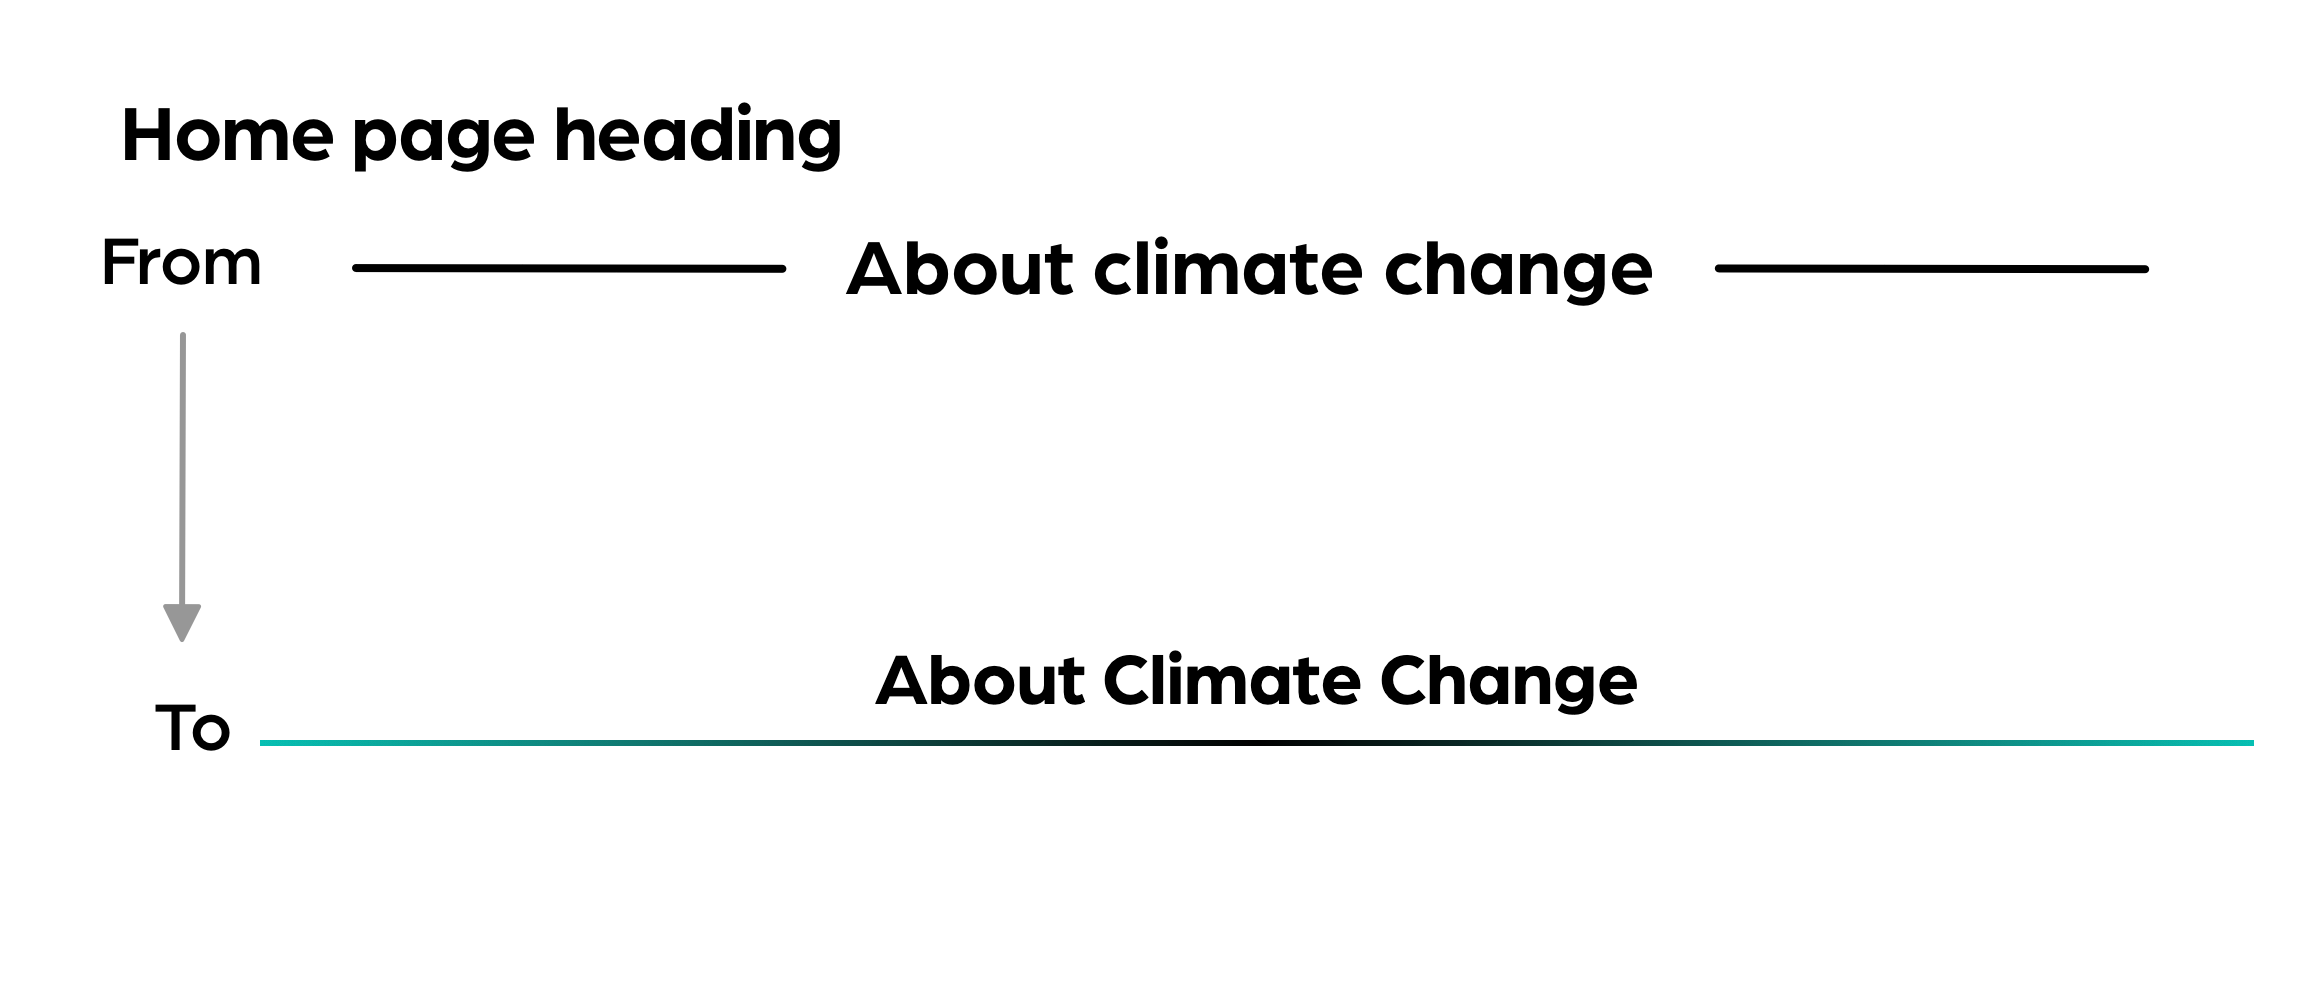 Home page heading
From
About climate change
About Climate Change
To